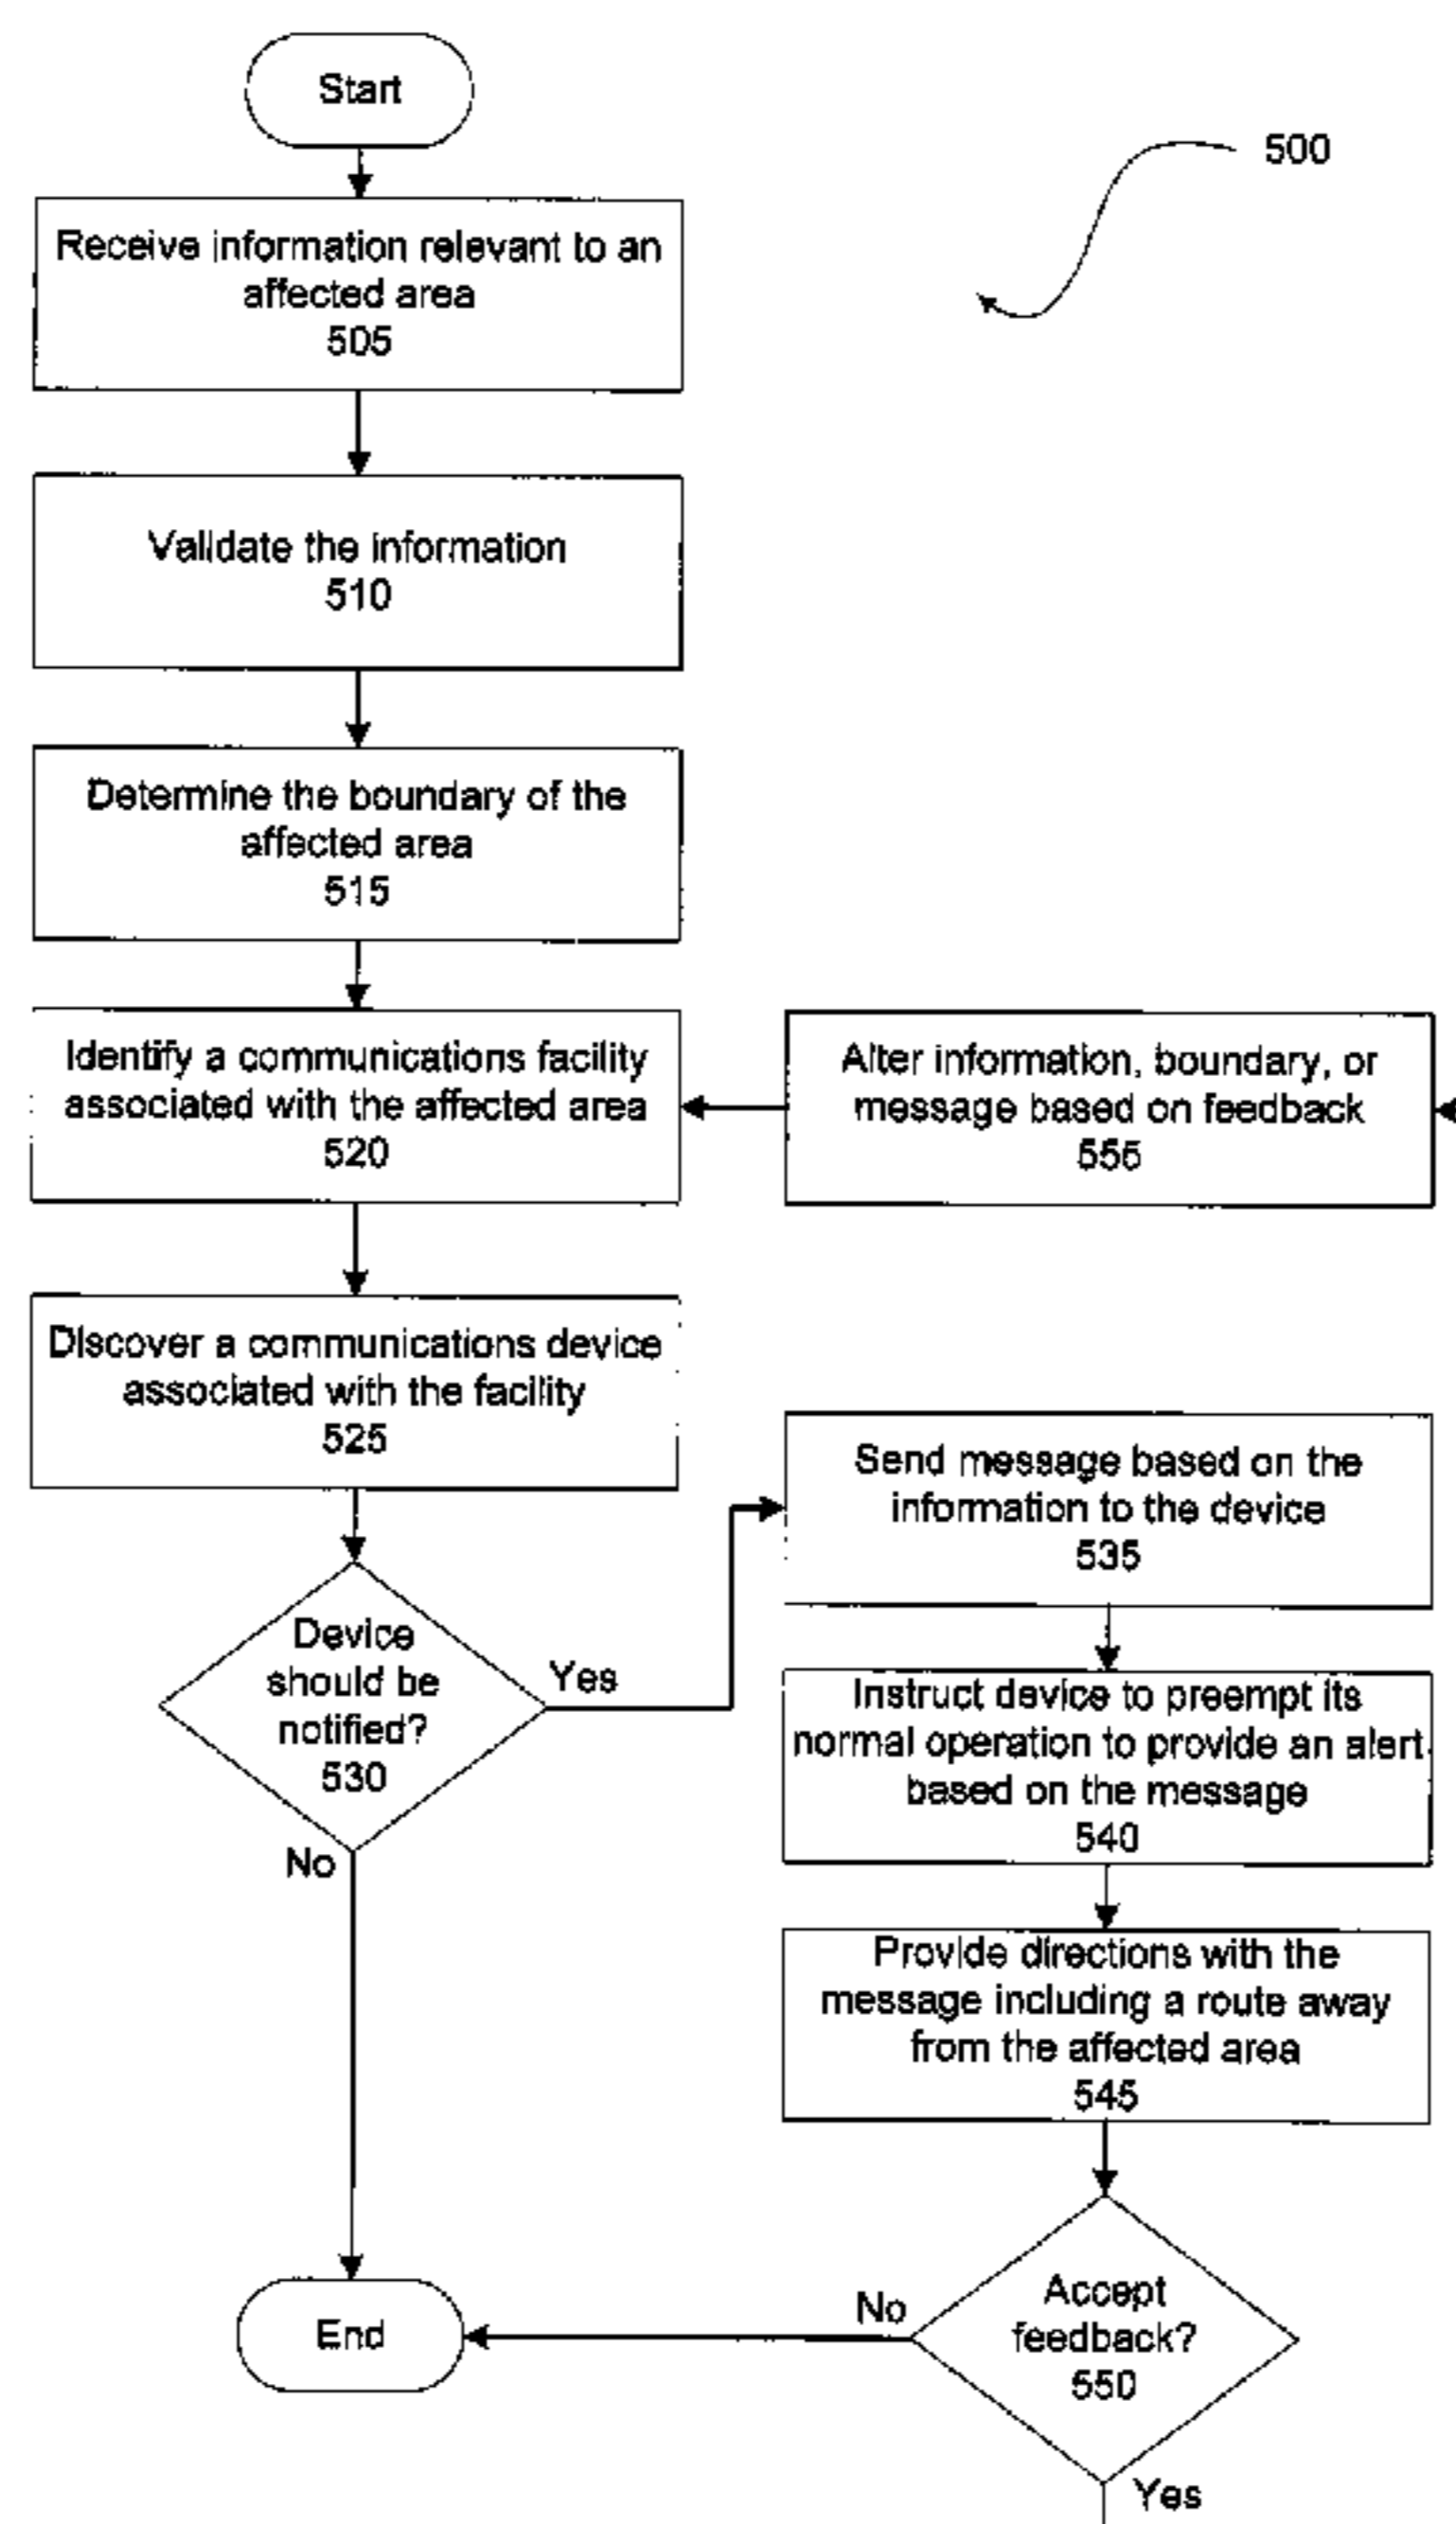 Start
500
Receive information relevant to an
affected area
505
Validate the information
510
Determine the boundary of the
affected area
515
Identify a communications facility
associated with the affected area
520
Alter information, boundary, or
message based on feedback
555
Discover a communications device
associated with the facility
525
Send message based on the
information to the device
535
Device
should be
notified?
530
Yes
No
Instruct device to preempt its
normal operation to provide an alert
based on the message
540
Provide directions with the
message including a route away
from the affected area
545
Accept
feedback?
550
No
Yes
End